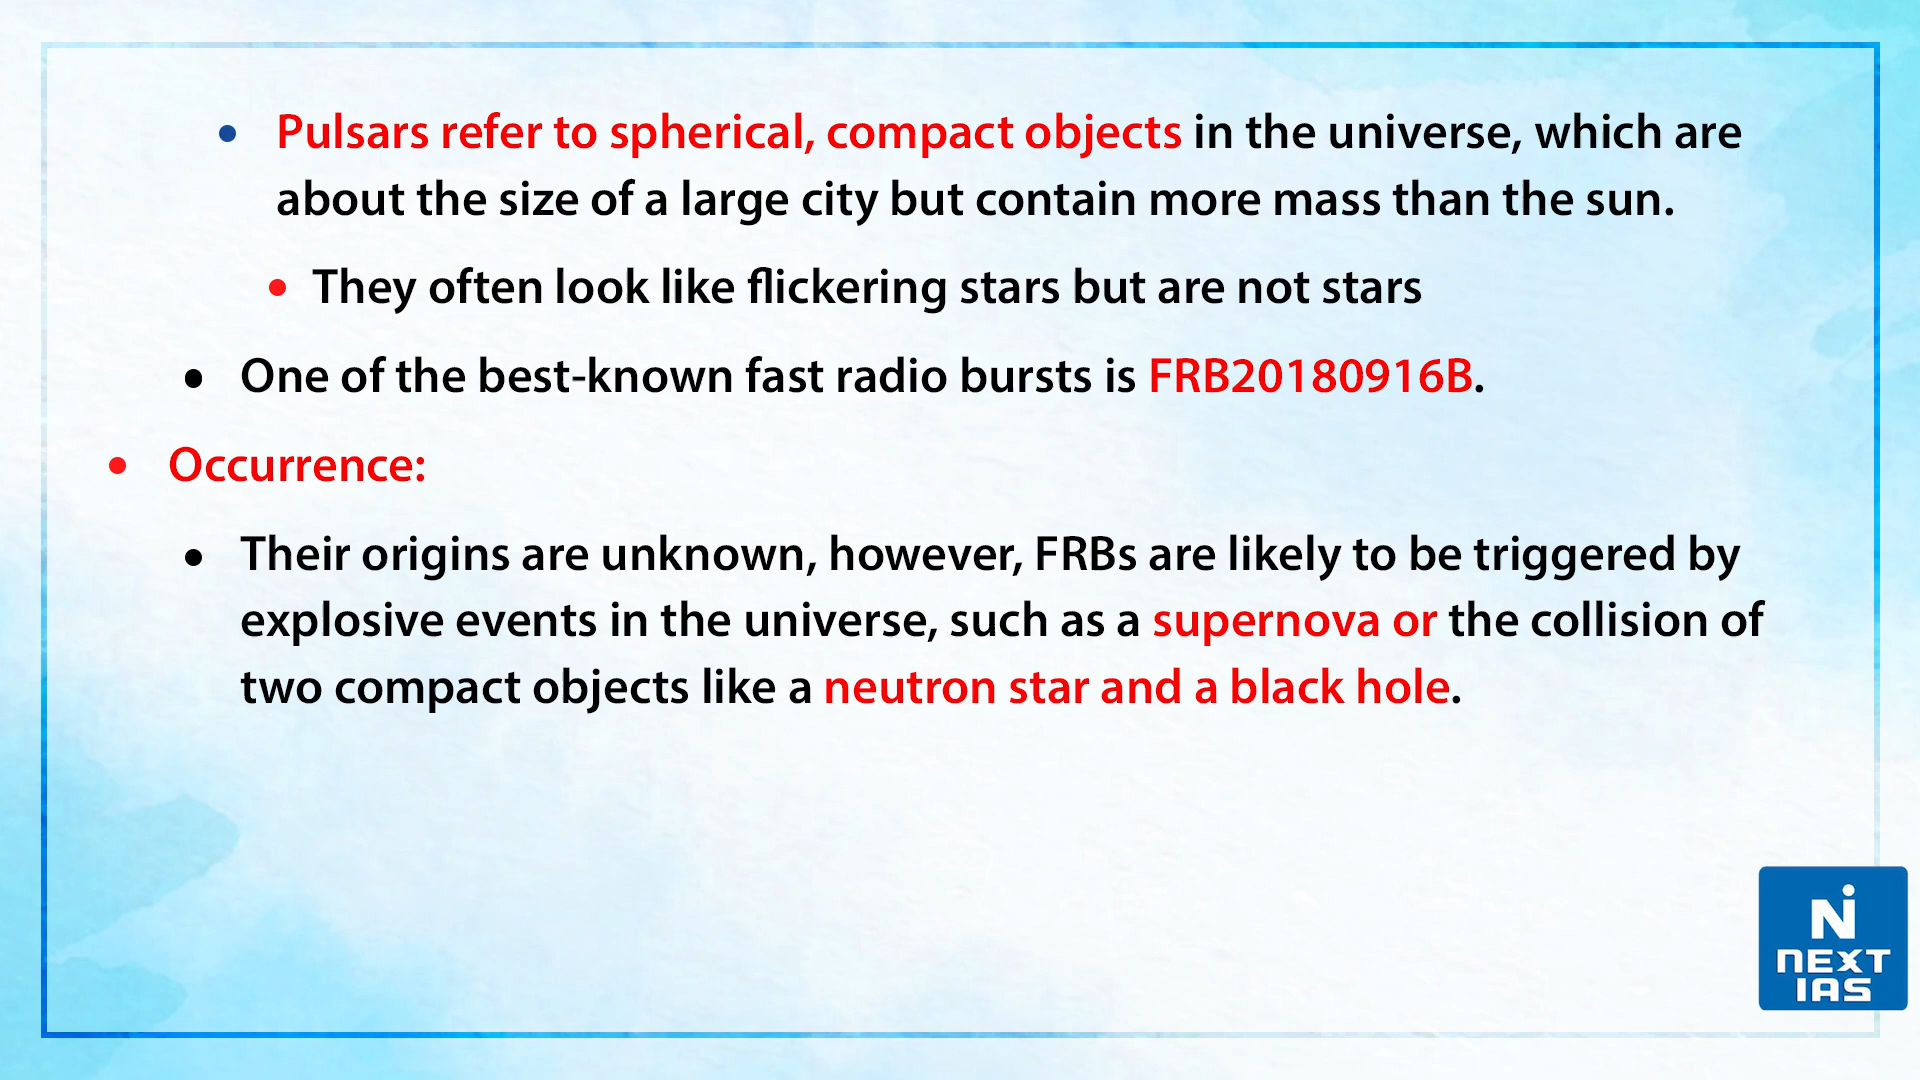 • Pulsars refer to spherical, compact objects in the universe, which are
about the size of a large city but contain more mass than the sun.
• They often look like flickering stars but are not stars
• One of the best-known fast radio bursts is FRB20180916B.
• Occurrence:
• Their origins are unknown, however, FRBs are likely to be triggered by
explosive events in the universe, such as a supernova or the collision of
two compact objects like a neutron star and a black hole.
N
NEXT
IAS